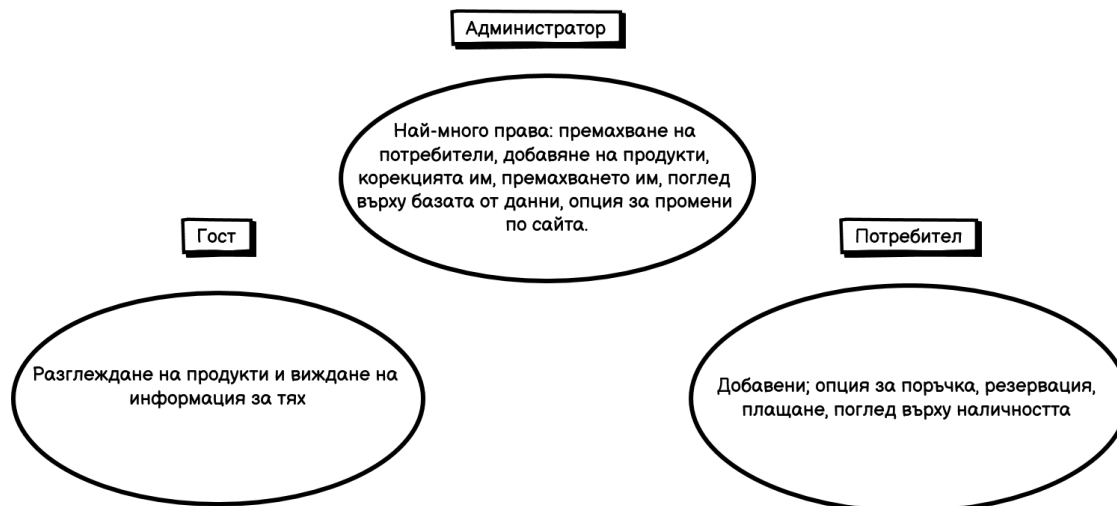 Администратор
Най-много права: премахване на
потребители, добавяне на продукти,
корекцията им, премахването им, поглед
върху базата от данни, опция за промени
по сайта.
Гост
Разглеждане на продукти и виждане на
информация за тях
Потребител
Добавени; опция за поръчка, резервация,
плащане, поглед върху наличността